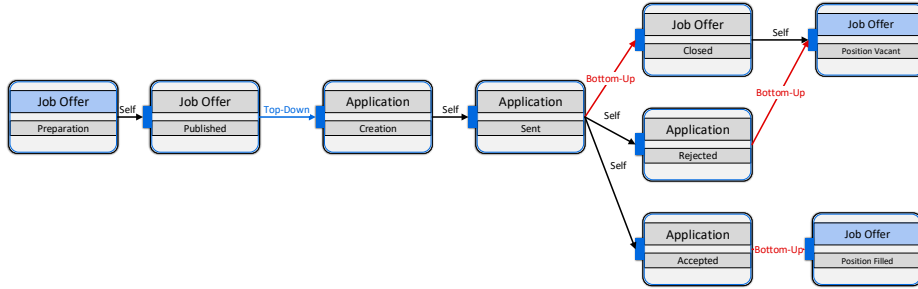 Job Offer
Closed
Self
Job Offer
Position Vacant
Bottom-Up
Bottom-Up
Job Offer
Preparation
Self
Job Offer
Published
Top-Down
Application
Creation
Self
Application
Sent
Self
Application
Rejected
Self
Application
Accepted
Bottom-Up
Job Offer
Position Filled